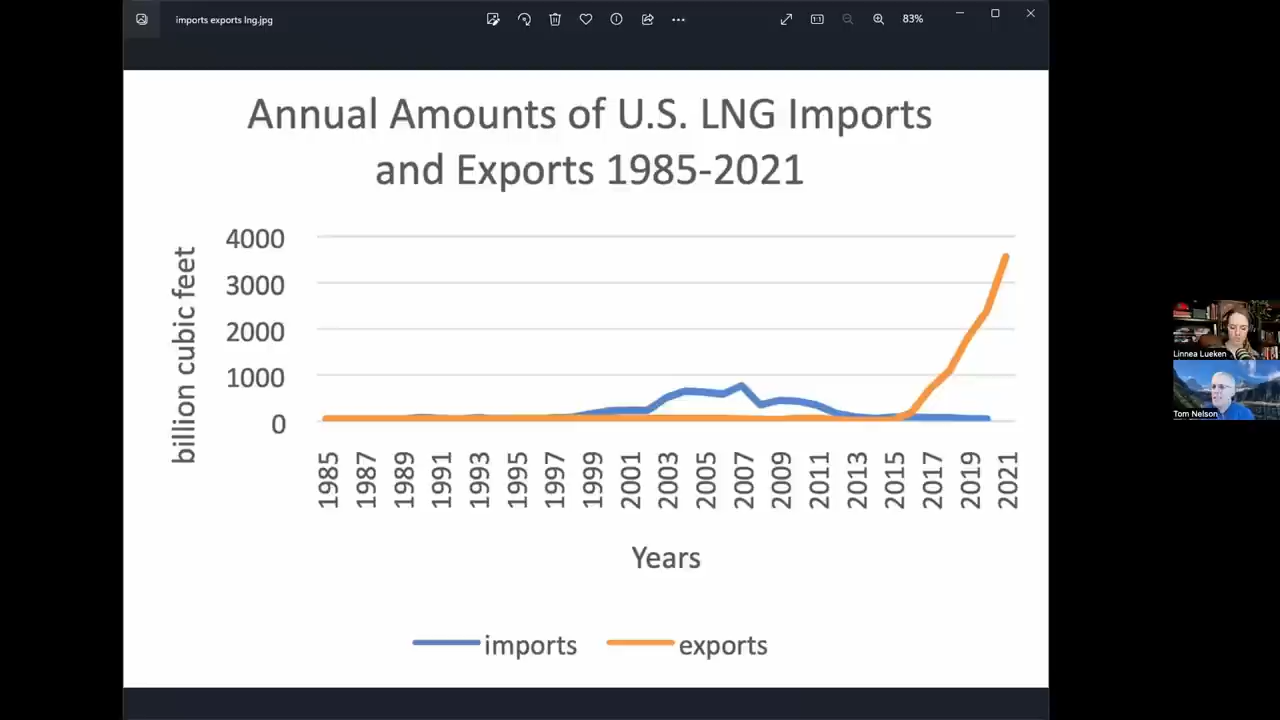 imports exports lng.jpg
83%
Annual Amounts of U.S. LNG Imports
and Exports 1985-2021
billion cubic feet
4000
3000
2000
1000
0
1985
1987
1989
1991
1993
1995
1997
1999
2001
2003
2005
2007
2009
2011
2013
2015
2017
2019
2021
Years
imports
exports
Linnea Lueken
Tom Nelson